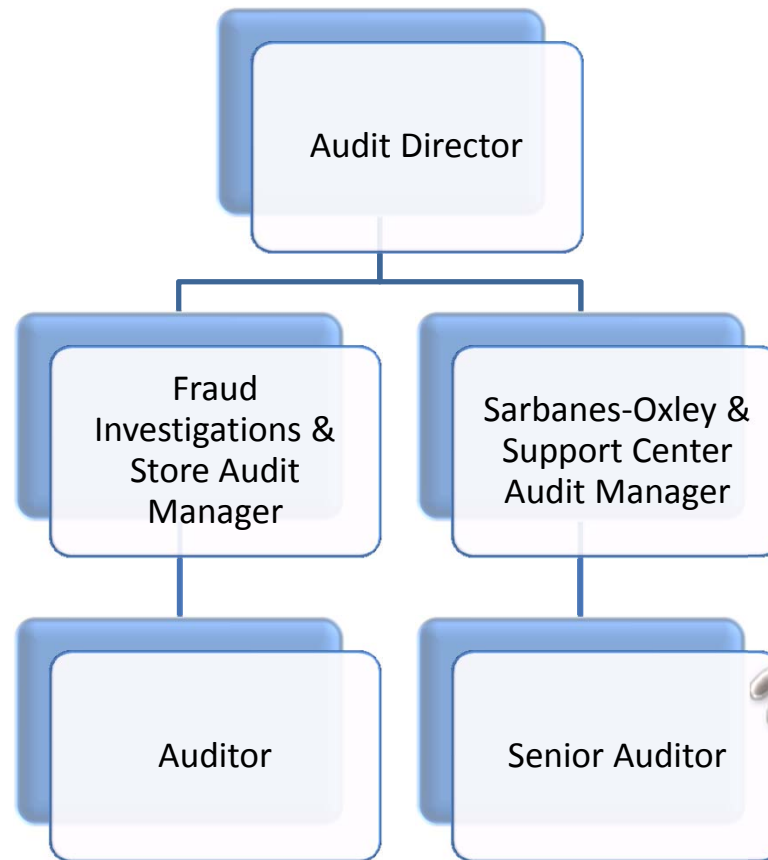 Audit Director
Fraud
Investigations &
Store Audit
Manager
Sarbanes-Oxley &
Support Center
Audit Manager
Auditor
Senior Auditor